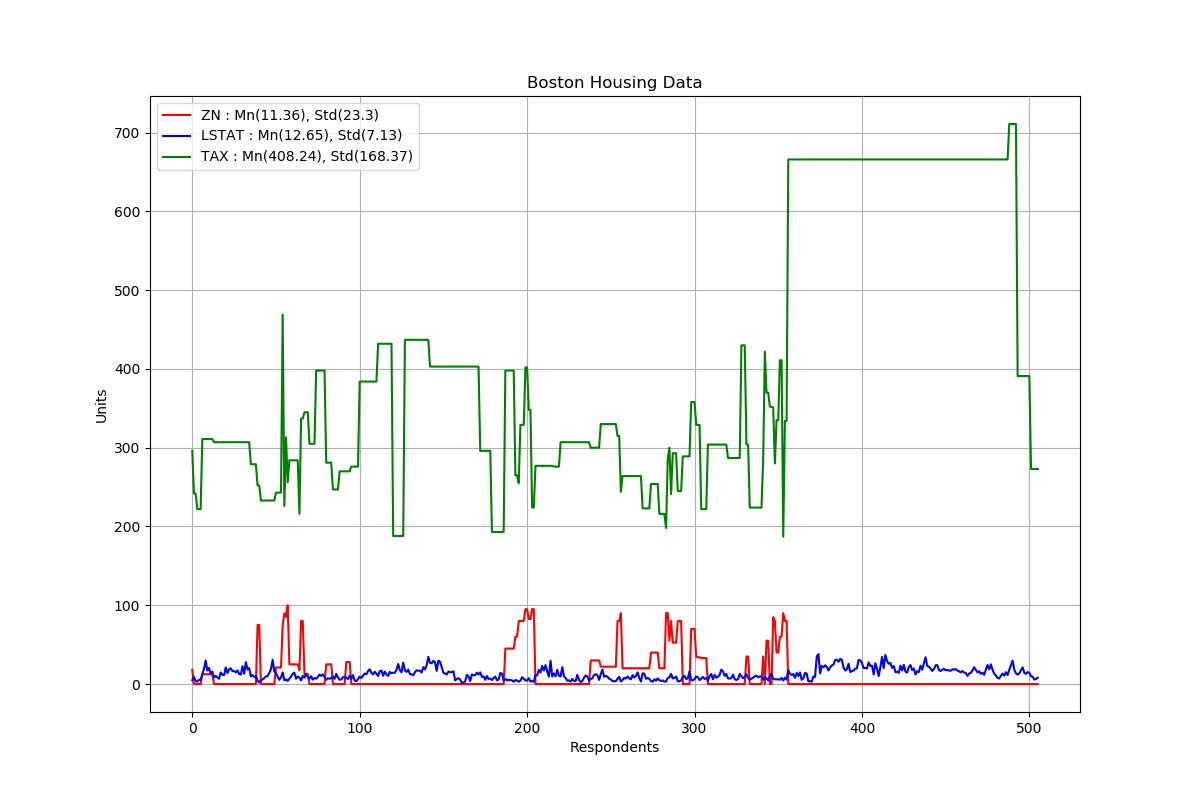 Boston Housing Data
ZN : Mn(11.36), Std(23.3)
LSTAT : Mn(12.65), Std(7.13)
TAX : Mn(408.24), Std(168.37)
700
600
500
400
300
200
100
0
Units
0 100 200 300 400 500
Respondents